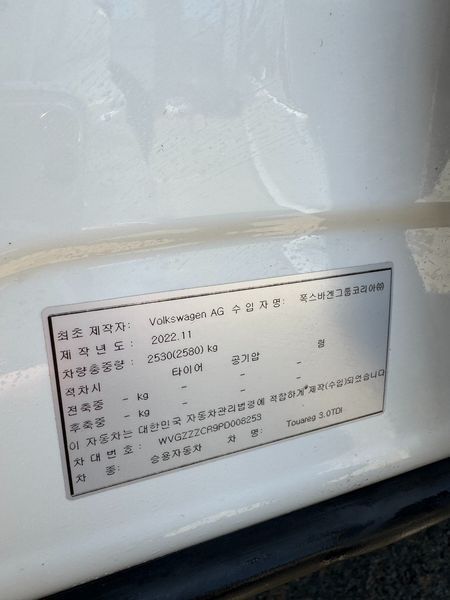 최초 제작자: Volkswagen AG 수 입 자 명: 폭스바겐그룹코리아㈜
제 작 년 도 : 2022.11
차량총중량 : 2530(2580) kg
적차시 타이어 공기압 형
전축중 - kg - - -
후축중 - kg - - -
이 자동차는 대한민국 자동차관리법령에 적합하게 제작(수입)되었습니다
차 대 번 호 : WVGZZZCR9PD008253
차 종: 승용자동차 차 명: Touareg 3.0TDI